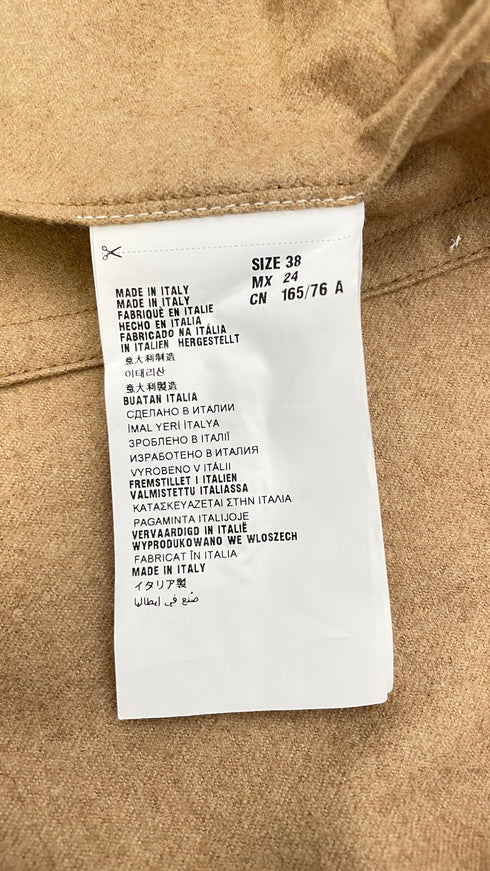 SIZE 38
MX 24
CN 165/76 A
MADE IN ITALY
MADE IN ITALY
FABRIQUÉ EN ITALIE
HECHO EN ITALIA
FABRICADO NA ITÁLIA
IN ITALIEN HERGESTELLT
意大利制造
이태리산
意大利製造
BUATAN ITALIA
СДЕЛАНО В ИТАЛИИ
İMAL YERİ İTALYA
ЗРОБЛЕНО В ІТАЛІЇ
ИЗРАБОТЕНО В ИТАЛИЯ
VYROBENO V ITÁLII
FREMSTILLET I ITALIEN
VALMISTETTU ITALIASSA
ΚΑΤΑΣΚΕΥΑΖΕΤΑΙ ΣΤΗΝ ΙΤΑΛΙΑ
PAGAMINTA ITALIJOJE
VERVAARDIGD IN ITALIË
WYPRODUKOWANO WE WLOSZECH
FABRICAT ÎN ITALIA
MADE IN ITALY
イタリア製
صنع في إيطاليا